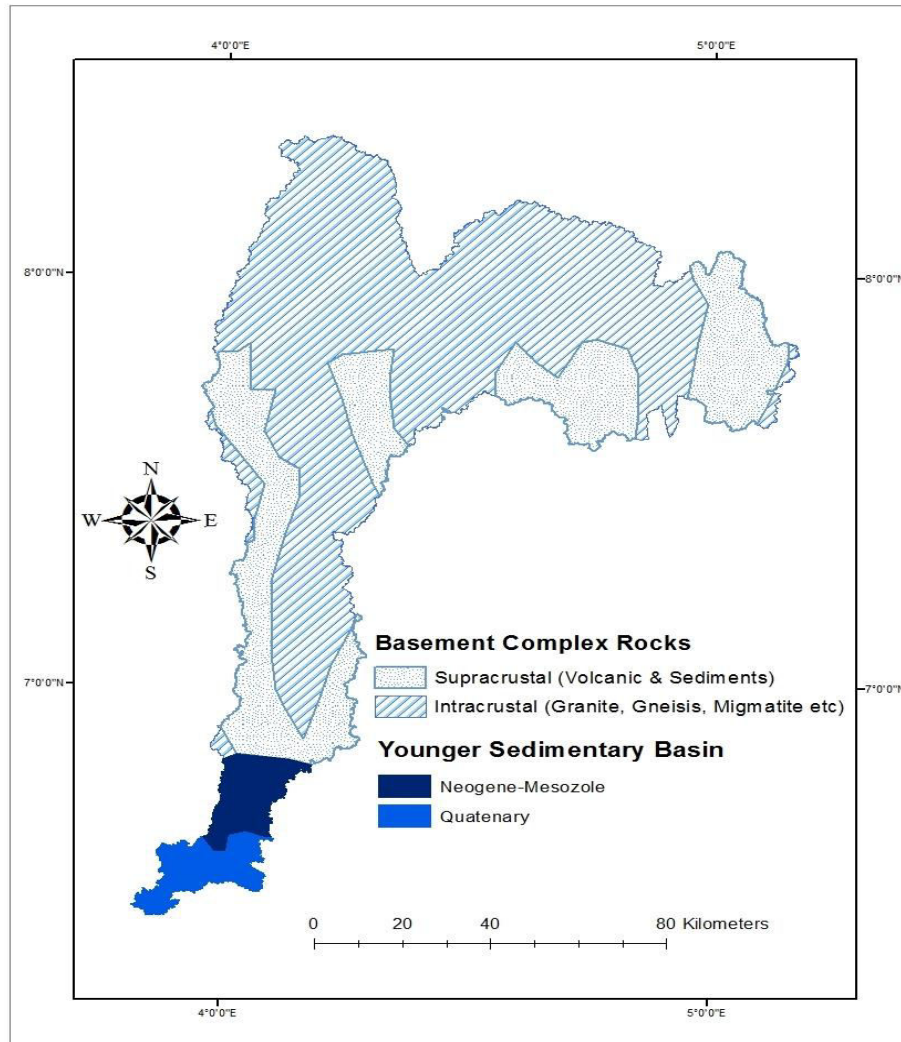 4°0'0"E 5°0'0"E
8°0'0"N 8°0'0"N
N
W E
S
Basement Complex Rocks
Supracrustal (Volcanic & Sediments)
7°0'0"N 7°0'0"N
Intracrustal (Granite, Gneisis, Migmatite etc)
Younger Sedimentary Basin
Neogene-Mesozole
Quatenary
0 20 40 80 Kilometers
4°0'0"E 5°0'0"E